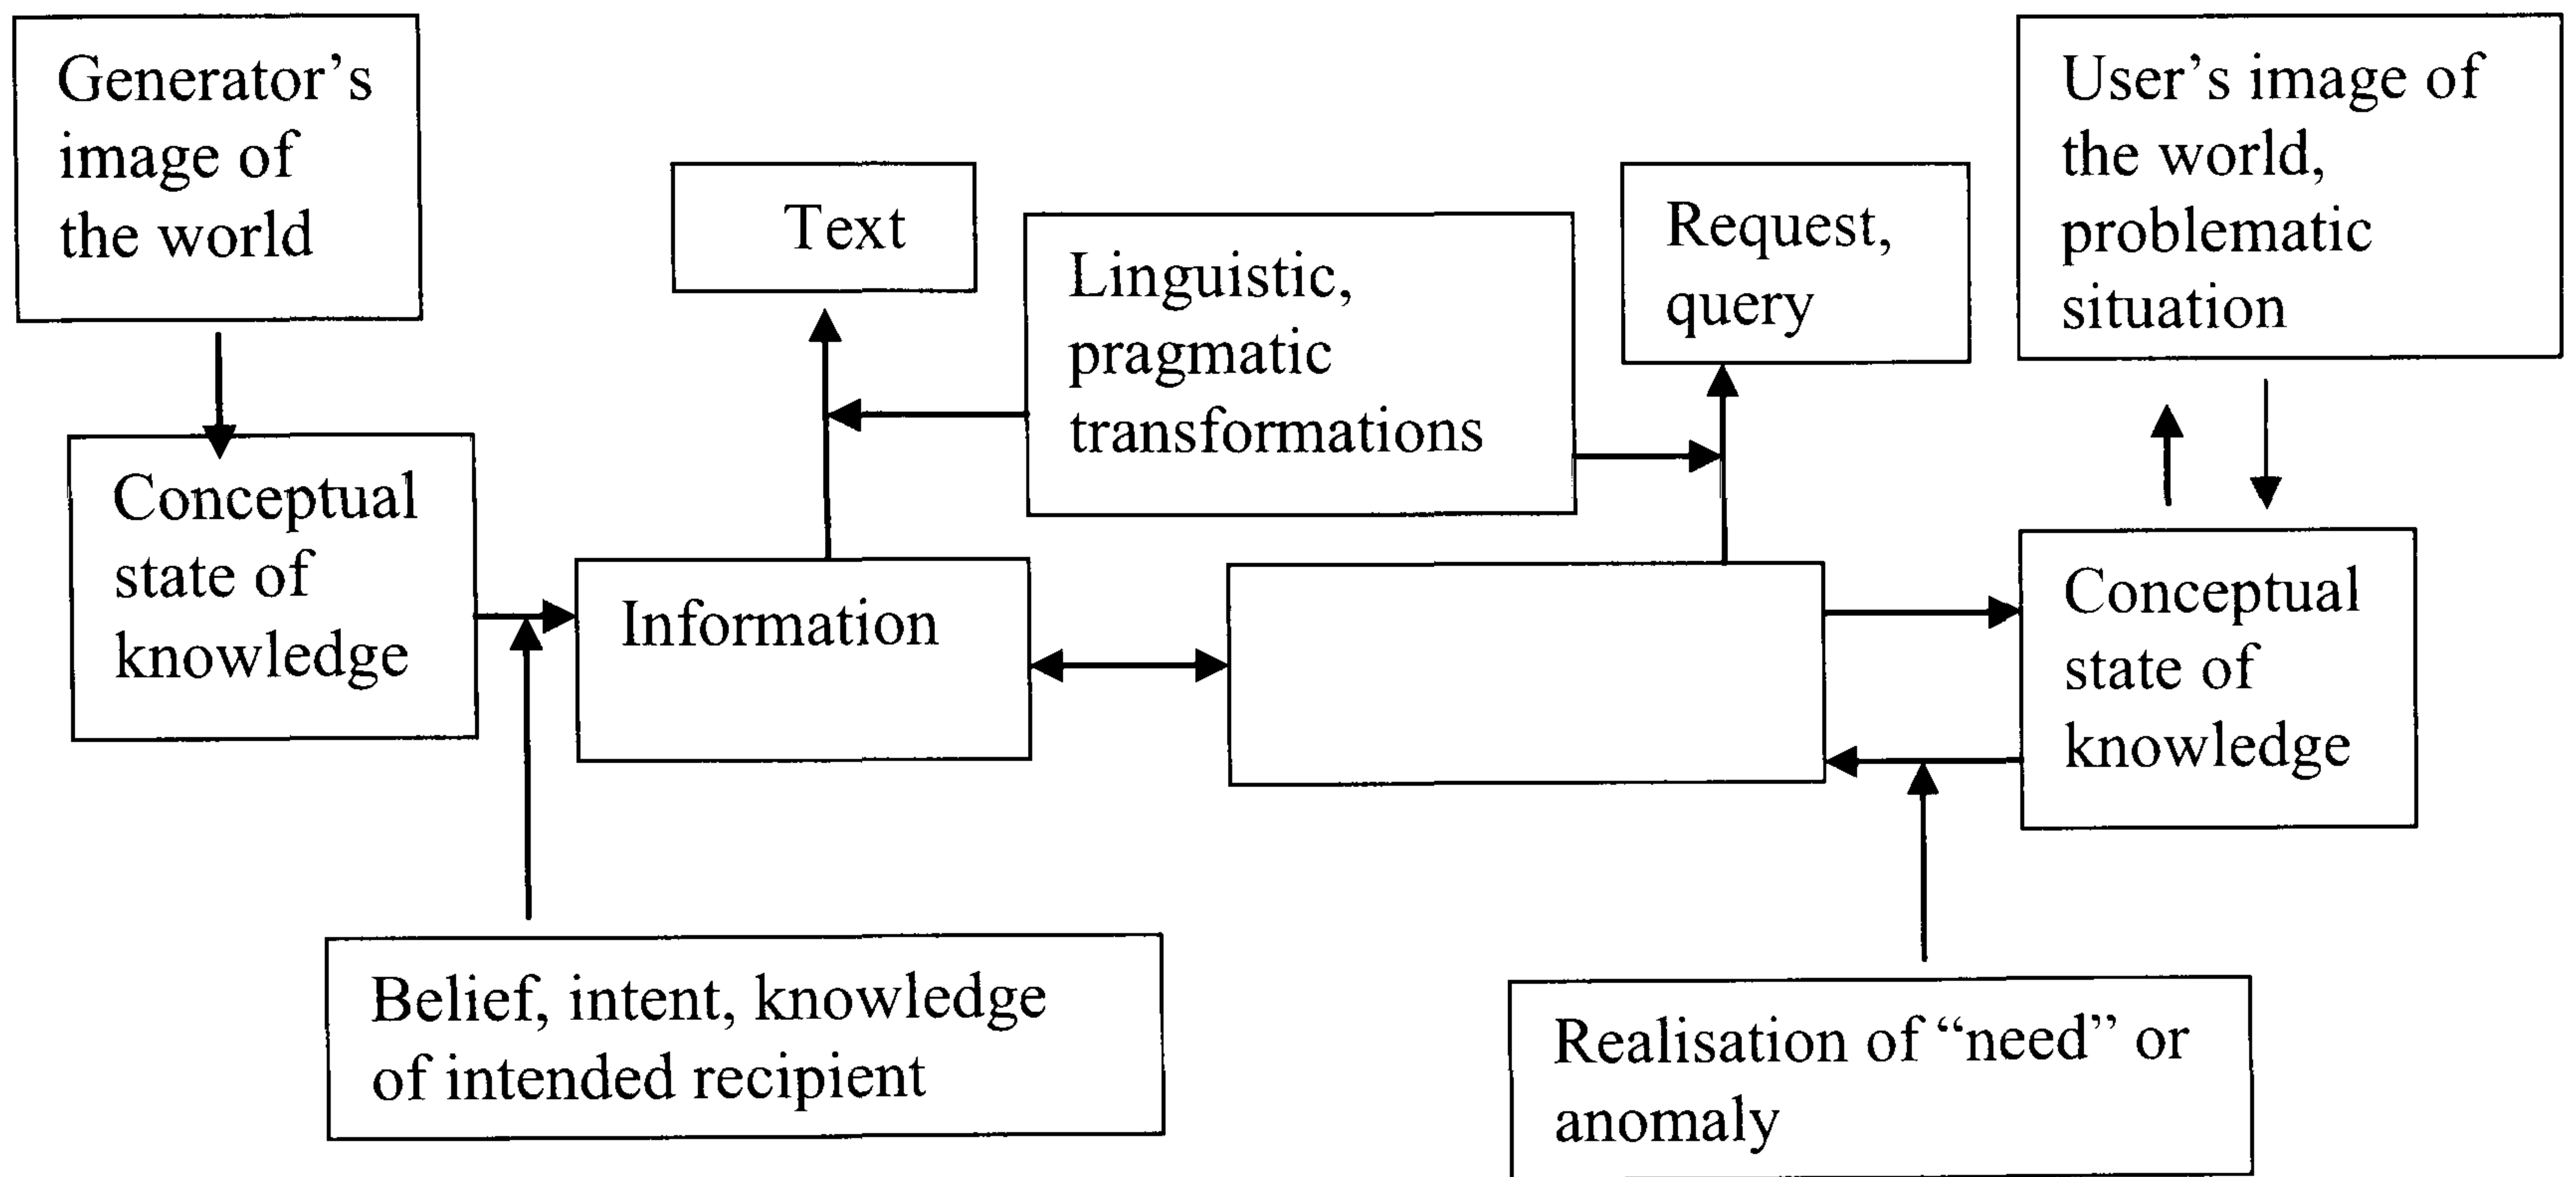 Generator’s
image of
the world
Text
Linguistic,
pragmatic
transformations
Request,
query
User’s image of
the world,
problematic
situation
Conceptual
state of
knowledge
Information
Conceptual
state of
knowledge
Belief, intent, knowledge
of intended recipient
Realisation of “need” or
anomaly